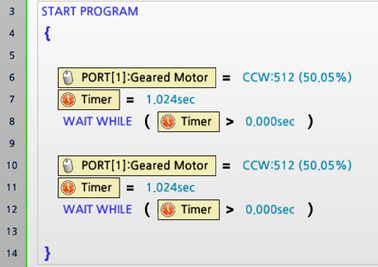 3 START PROGRAM
4 {
5
6 PORT[1]:Geared Motor = CCW:512 (50.05%)
7 Timer = 1.024sec
8 WAIT WHILE ( Timer > 0.000sec )
9
10 PORT[1]:Geared Motor = CCW:512 (50.05%)
11 Timer = 1.024sec
12 WAIT WHILE ( Timer > 0.000sec )
13
14 }